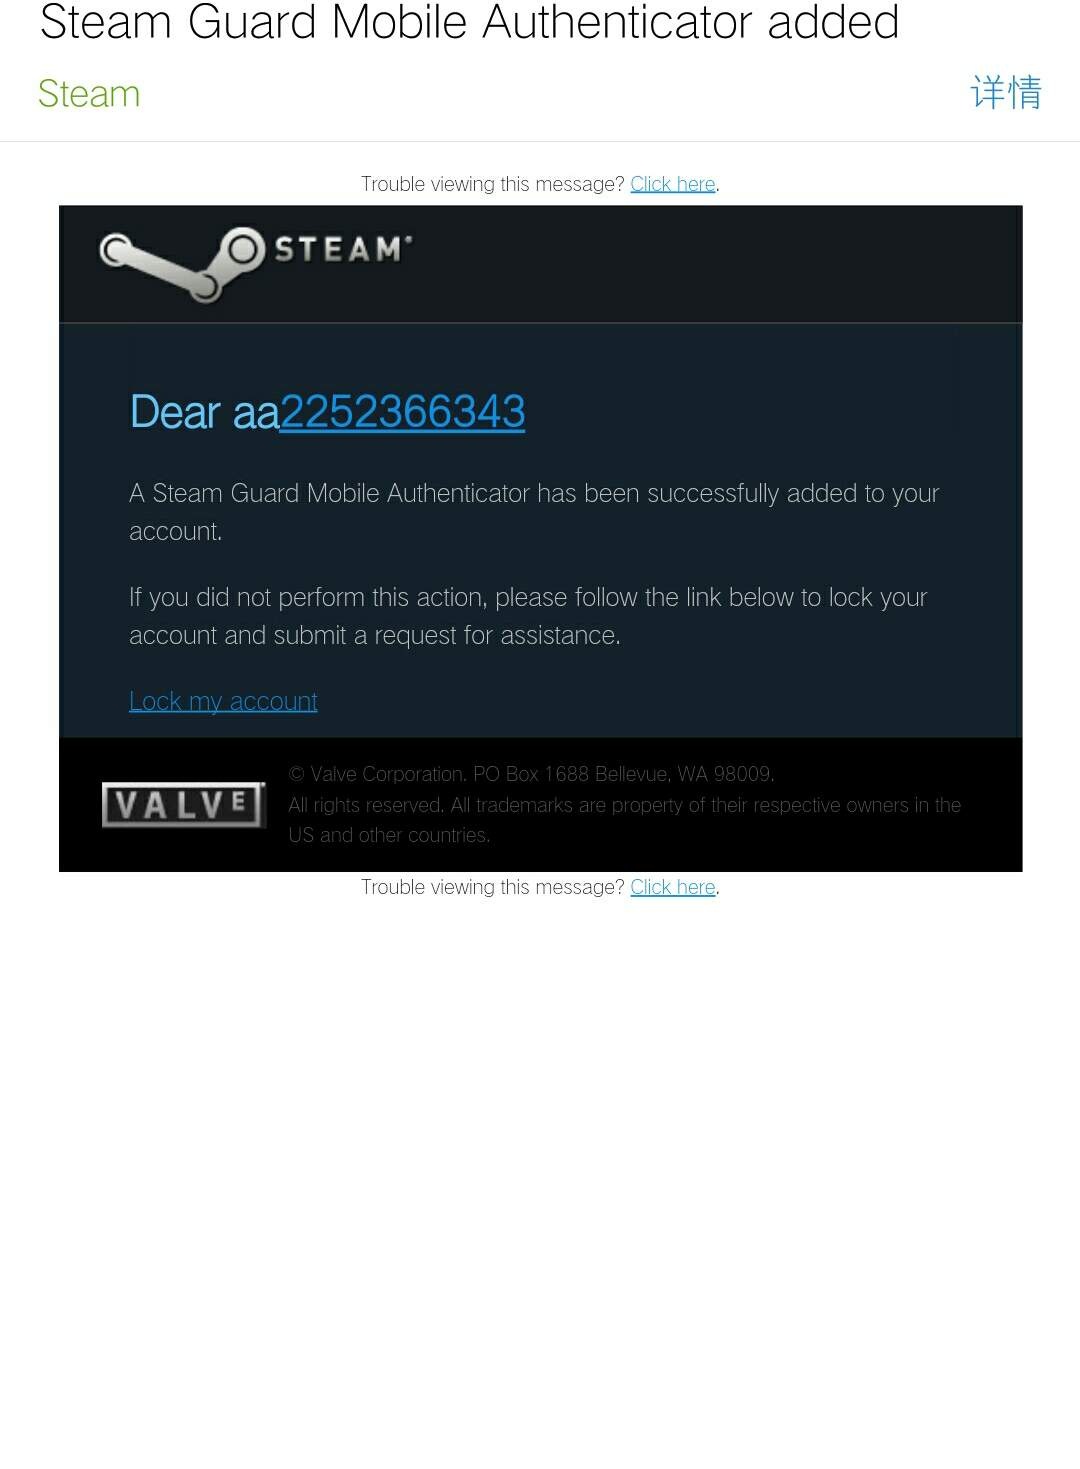 Steam Guard Mobile Authenticator added
Steam 详情
Trouble viewing this message? Click here.
STEAM®
Dear aa2252366343
A Steam Guard Mobile Authenticator has been successfully added to your
account.
If you did not perform this action, please follow the link below to lock your
account and submit a request for assistance.
Lock my account
VALVE
© Valve Corporation. PO Box 1688 Bellevue, WA 98009.
All rights reserved. All trademarks are property of their respective owners in the
US and other countries.
Trouble viewing this message? Click here.